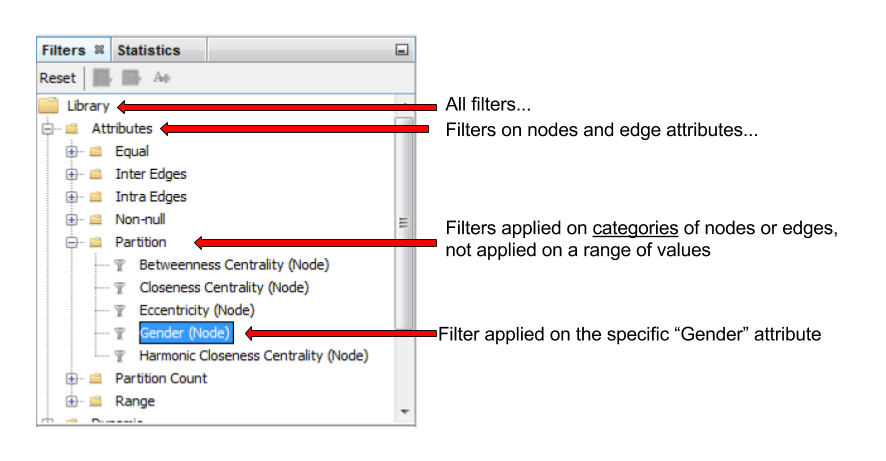 Filters Statistics
Reset
Library
All filters...
Attributes
Filters on nodes and edge attributes...
Equal
Inter Edges
Intra Edges
Non-null
Partition
Filters applied on categories of nodes or edges,
not applied on a range of values
Betweenness Centrality (Node)
Closeness Centrality (Node)
Eccentricity (Node)
Gender (Node)
Filter applied on the specific “Gender” attribute
Harmonic Closeness Centrality (Node)
Partition Count
Range